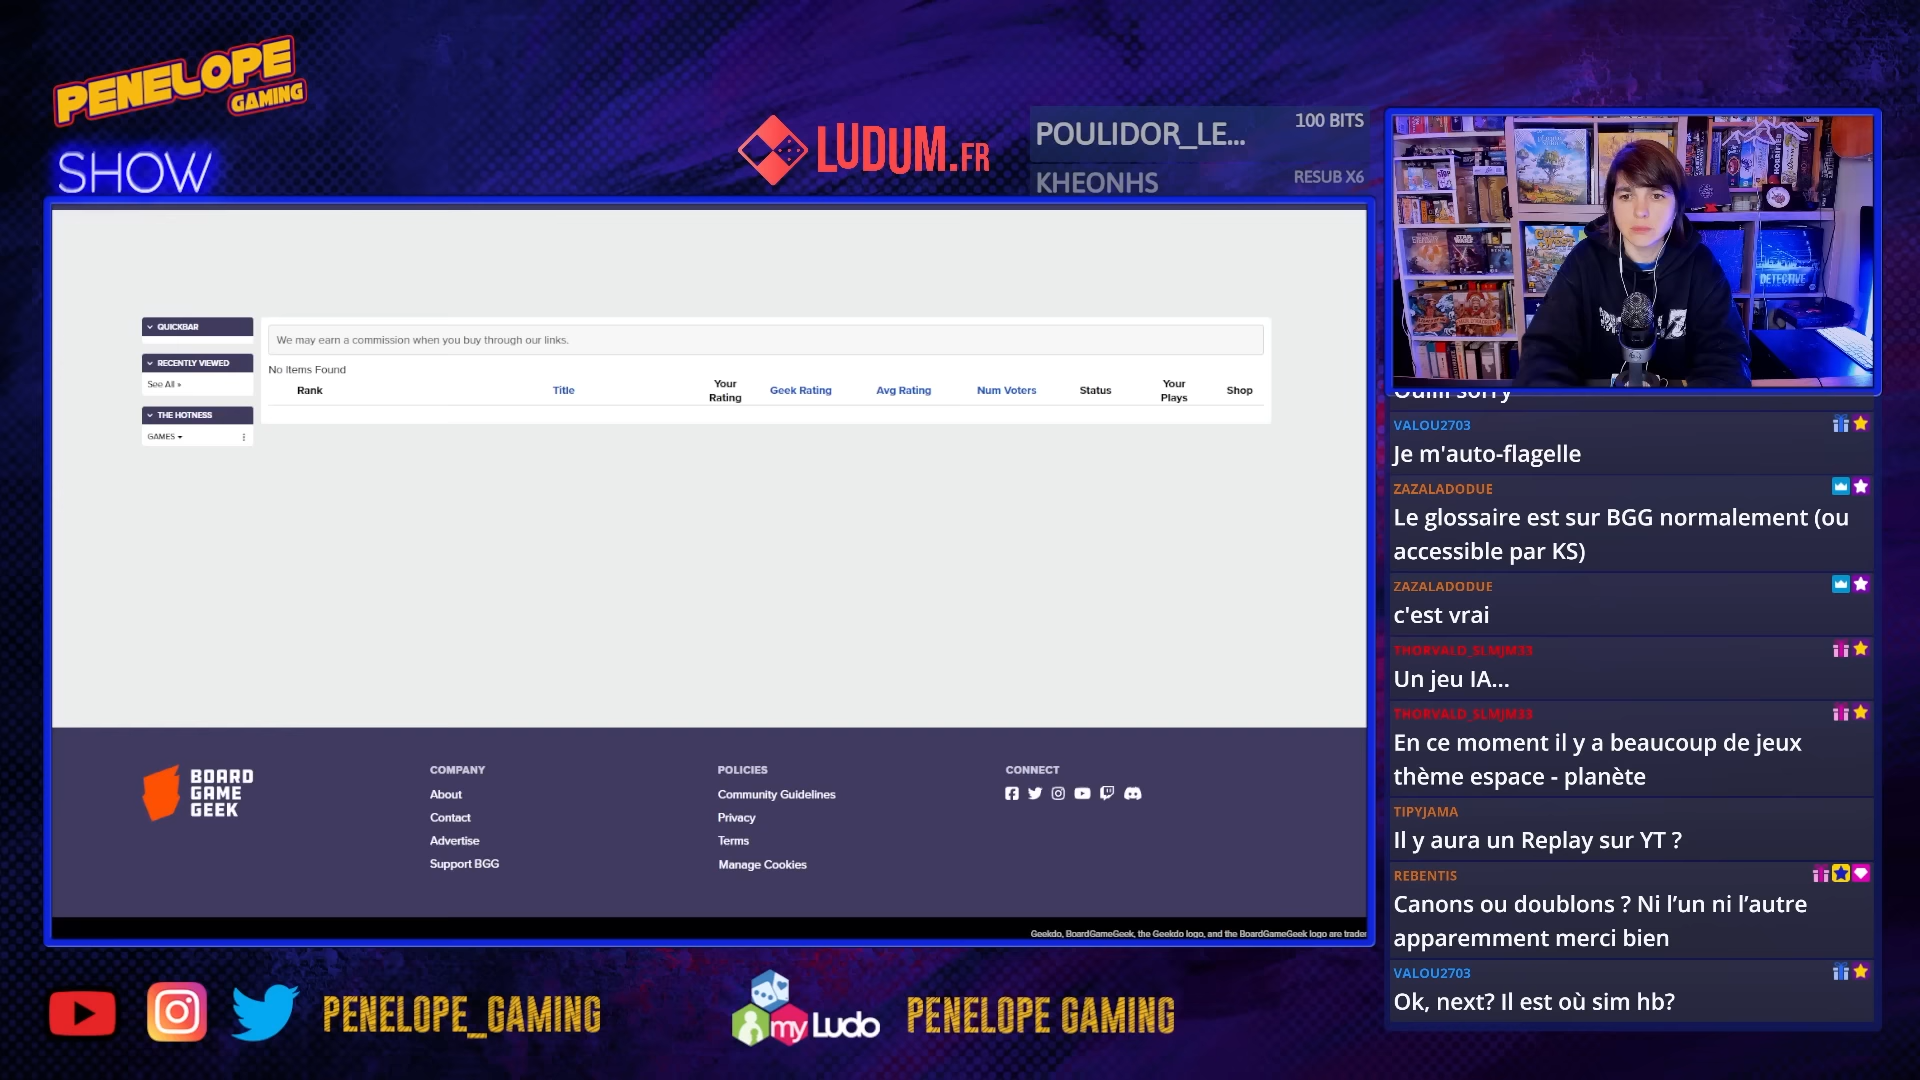 PENELOPE
GAMING
SHOW
LUDUM.FR
POULIDOR_LE...
100 BITS
KHEONHS
RESUB X6
QUICKBAR
RECENTLY VIEWED
See All »
THE HOTNESS
GAMES
We may earn a commission when you buy through our links.
No Items Found
Rank
Title
Your
Rating
Geek Rating
Avg Rating
Num Voters
Status
Your
Plays
Shop
BOARD
GAME
GEEK
COMPANY
About
Contact
Advertise
Support BGG
POLICIES
Community Guidelines
Privacy
Terms
Manage Cookies
CONNECT
Geekdo, BoardGameGeek, the Geekdo logo, and the BoardGameGeek logo are trade
STAR
WARS
DETECTIVE
HORRIFIED
VALOU2703
Je m'auto-flagelle
ZAZALADODUE
Le glossaire est sur BGG normalement (ou
accessible par KS)
ZAZALADODUE
c'est vrai
THORVALD_SLMJM33
Un jeu IA...
THORVALD_SLMJM33
En ce moment il y a beaucoup de jeux
thème espace - planète
TIPYJAMA
Il y aura un Replay sur YT ?
REBENTIS
Canons ou doublons ? Ni l’un ni l’autre
apparemment merci bien
VALOU2703
Ok, next? Il est où sim hb?
PENELOPE_GAMING
my Ludo
PENELOPE GAMING